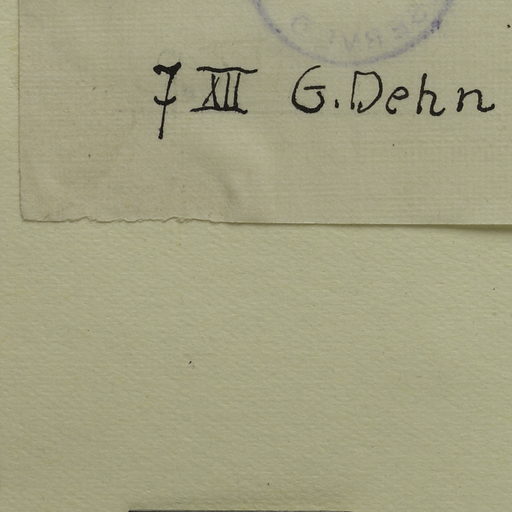 7 XII G. Dehn